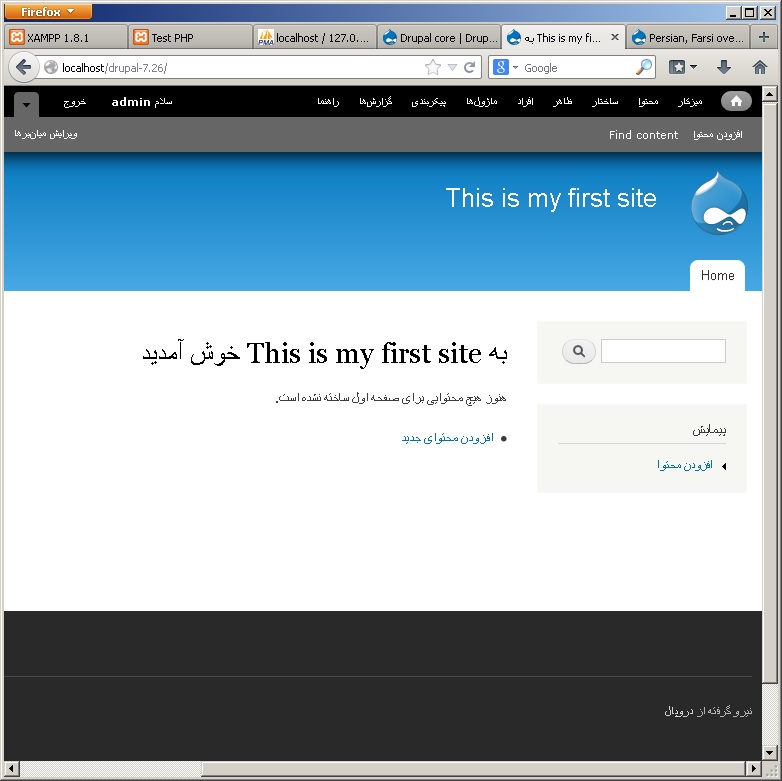 Firefox
XAMPP 1.8.1
Test PHP
localhost / 127.0....
Drupal core | Drup...
به This is my fi...
Persian, Farsi ove...
localhost/drupal-7.26/
Google
میزکار محتوا ساختار ظاهر افراد ماژول‌ها پیکربندی گزارش‌ها راهنما
سلام admin خروج
افزودن محتوا Find content
ویرایش میان‌برها
This is my first site
Home
به This is my first site خوش آمدید
هنوز هیچ محتوایی برای صفحه اول ساخته نشده است.
افزودن محتوای جدید
پیمایش
افزودن محتوا
نیرو گرفته از دروپال